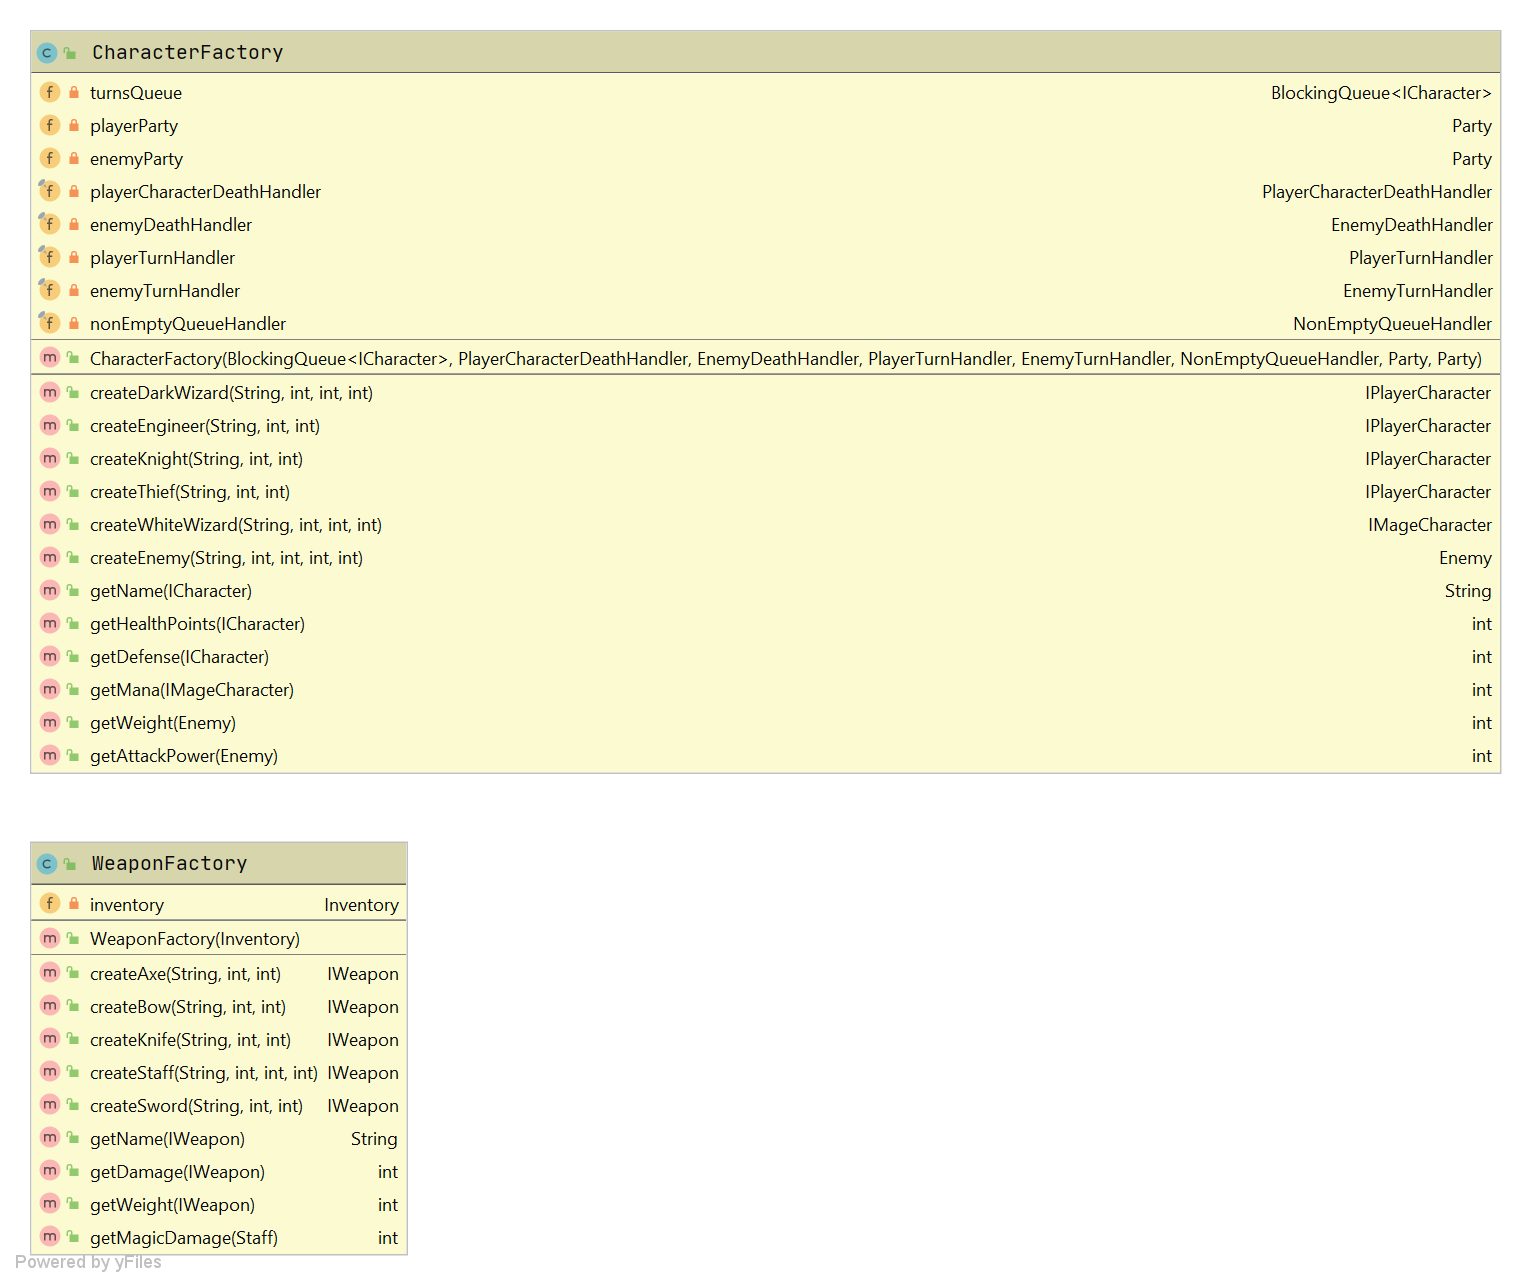 CharacterFactory
turnsQueue BlockingQueue<ICharacter>
playerParty Party
enemyParty Party
playerCharacterDeathHandler PlayerCharacterDeathHandler
enemyDeathHandler EnemyDeathHandler
playerTurnHandler PlayerTurnHandler
enemyTurnHandler EnemyTurnHandler
nonEmptyQueueHandler NonEmptyQueueHandler
CharacterFactory(BlockingQueue<ICharacter>, PlayerCharacterDeathHandler, EnemyDeathHandler, PlayerTurnHandler, EnemyTurnHandler, NonEmptyQueueHandler, Party, Party)
createDarkWizard(String, int, int, int) IPlayerCharacter
createEngineer(String, int, int) IPlayerCharacter
createKnight(String, int, int) IPlayerCharacter
createThief(String, int, int) IPlayerCharacter
createWhiteWizard(String, int, int, int) IMageCharacter
createEnemy(String, int, int, int, int) Enemy
getName(ICharacter) String
getHealthPoints(ICharacter) int
getDefense(ICharacter) int
getMana(IMageCharacter) int
getWeight(Enemy) int
getAttackPower(Enemy) int
WeaponFactory
inventory Inventory
WeaponFactory(Inventory)
createAxe(String, int, int) IWeapon
createBow(String, int, int) IWeapon
createKnife(String, int, int) IWeapon
createStaff(String, int, int, int) IWeapon
createSword(String, int, int) IWeapon
getName(IWeapon) String
getDamage(IWeapon) int
getWeight(IWeapon) int
getMagicDamage(Staff) int
Powered by yFiles